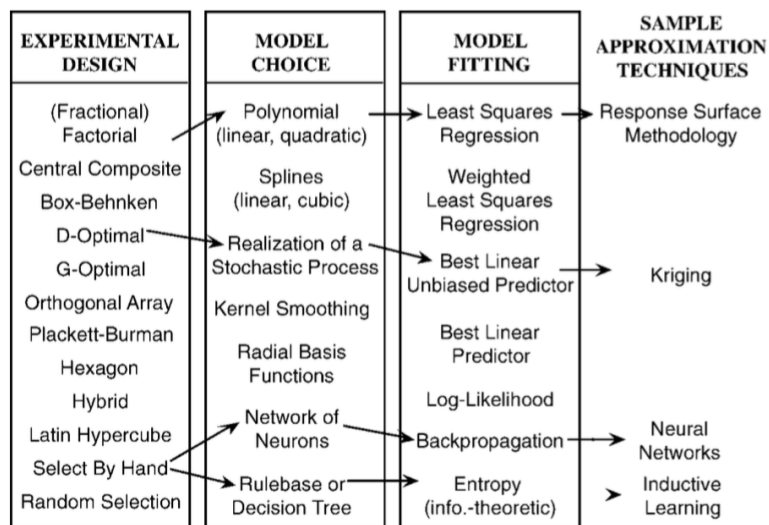 EXPERIMENTAL
DESIGN
(Fractional)
Factorial
Central Composite
Box-Behnken
D-Optimal
G-Optimal
Orthogonal Array
Plackett-Burman
Hexagon
Hybrid
Latin Hypercube
Select By Hand
Random Selection
MODEL
CHOICE
Polynomial
(linear, quadratic)
Splines
(linear, cubic)
Realization of a
Stochastic Process
Kernel Smoothing
Radial Basis
Functions
Network of
Neurons
Rulebase or
Decision Tree
MODEL
FITTING
Least Squares
Regression
Weighted
Least Squares
Regression
Best Linear
Unbiased Predictor
Best Linear
Predictor
Log-Likelihood
Backpropagation
Entropy
(info.-theoretic)
SAMPLE
APPROXIMATION
TECHNIQUES
Response Surface
Methodology
Kriging
Neural
Networks
Inductive
Learning